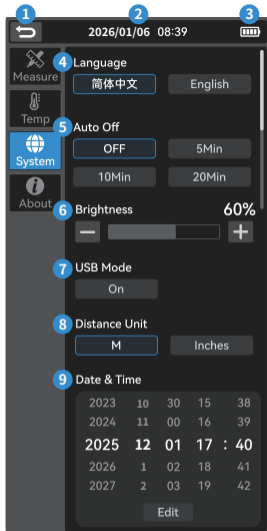 1 2 3
2026/01/06 08:39
Measure
Temp
System
About
4 Language
简体中文 English
5 Auto Off
OFF 5Min
10Min 20Min
6 Brightness 60%
7 USB Mode
On
8 Distance Unit
M Inches
9 Date & Time
2023 10 30 15 38
2024 11 00 16 39
2025 12 01 17 : 40
2026 1 02 18 41
2027 2 03 19 42
Edit